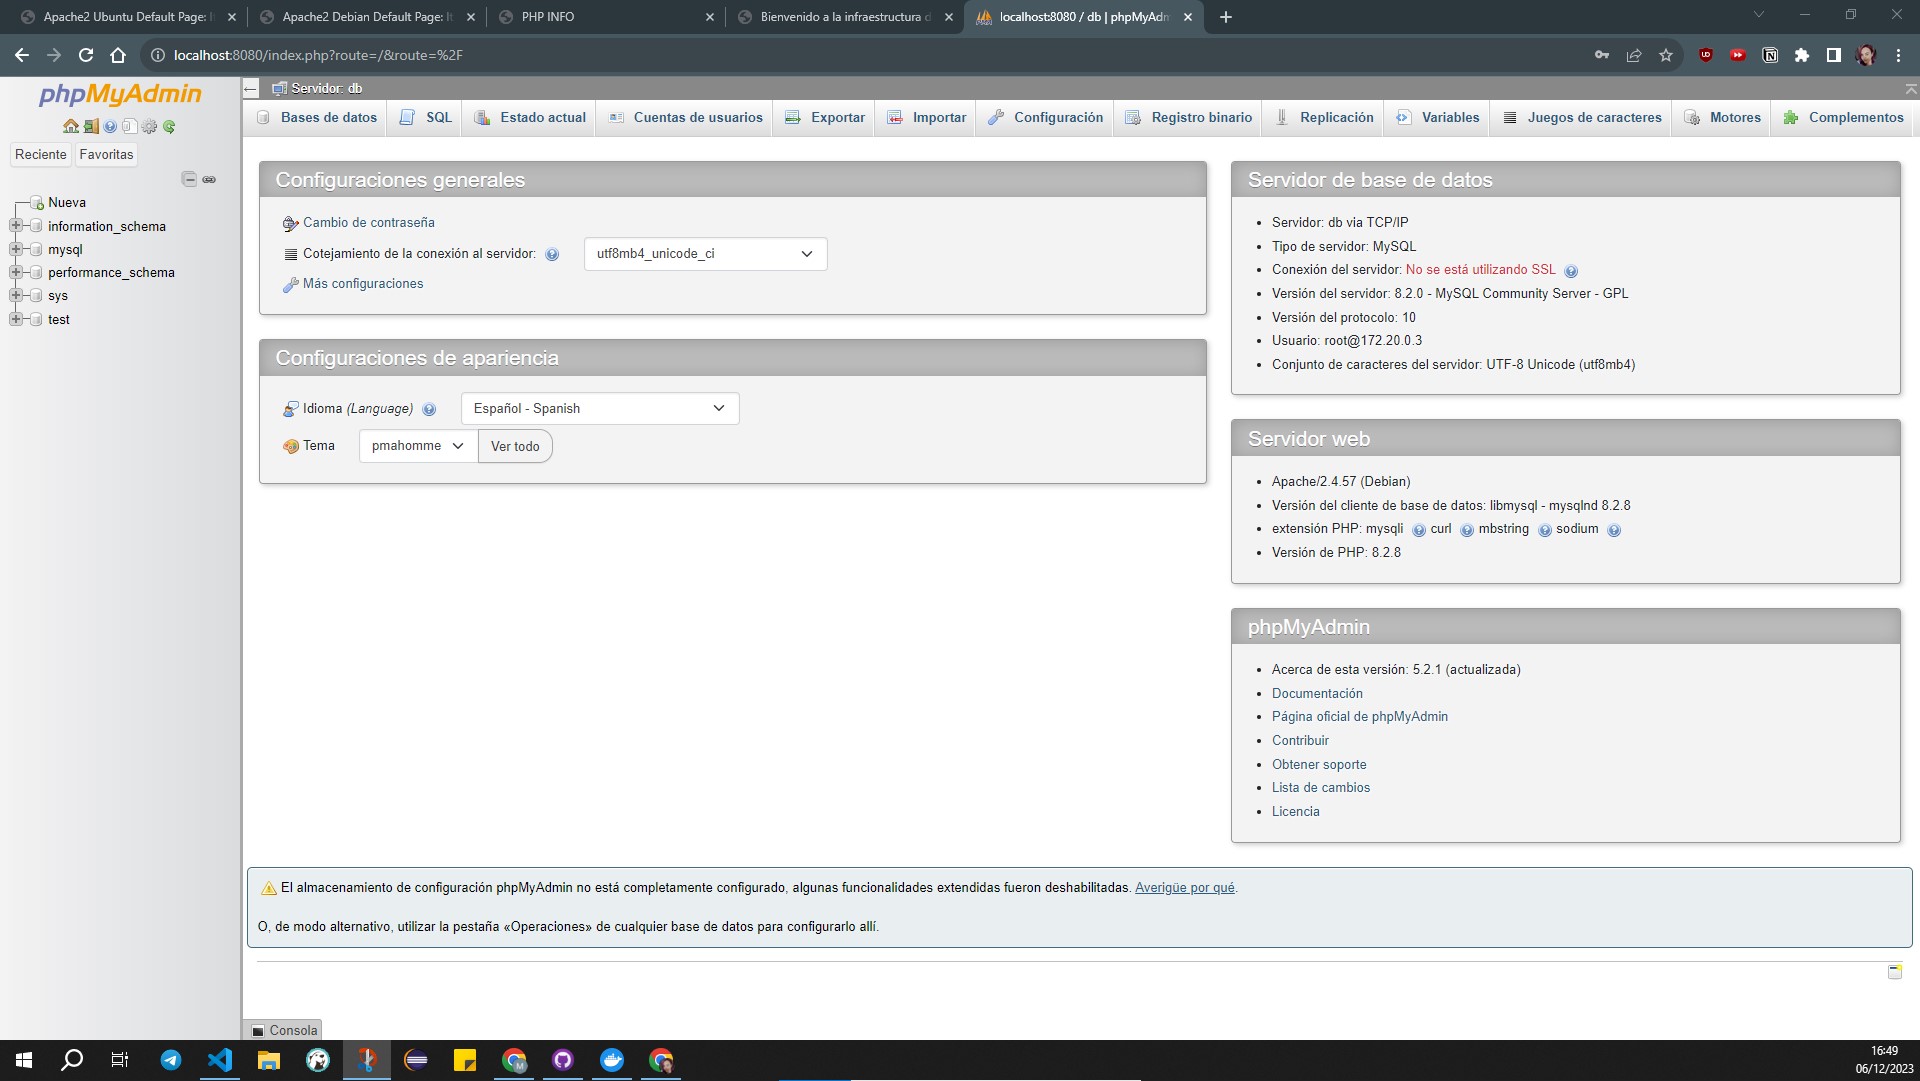 Apache2 Ubuntu Default Page: It
Apache2 Debian Default Page: It
PHP INFO
Bienvenido a la infraestructura d
localhost:8080 / db | phpMyAdm
localhost:8080/index.php?route=/&route=%2F
phpMyAdmin
Reciente
Favoritas
Nueva
information_schema
mysql
performance_schema
sys
test
Servidor: db
Bases de datos
SQL
Estado actual
Cuentas de usuarios
Exportar
Importar
Configuración
Registro binario
Replicación
Variables
Juegos de caracteres
Motores
Complementos
Configuraciones generales
Cambio de contraseña
Cotejamiento de la conexión al servidor:
utf8mb4_unicode_ci
Más configuraciones
Configuraciones de apariencia
Idioma (Language)
Español - Spanish
Tema
pmahomme
Ver todo
Servidor de base de datos
Servidor: db via TCP/IP
Tipo de servidor: MySQL
Conexión del servidor: No se está utilizando SSL
Versión del servidor: 8.2.0 - MySQL Community Server - GPL
Versión del protocolo: 10
Usuario: root@172.20.0.3
Conjunto de caracteres del servidor: UTF-8 Unicode (utf8mb4)
Servidor web
Apache/2.4.57 (Debian)
Versión del cliente de base de datos: libmysql - mysqlnd 8.2.8
extensión PHP: mysqli curl mbstring sodium
Versión de PHP: 8.2.8
phpMyAdmin
Acerca de esta versión: 5.2.1 (actualizada)
Documentación
Página oficial de phpMyAdmin
Contribuir
Obtener soporte
Lista de cambios
Licencia
El almacenamiento de configuración phpMyAdmin no está completamente configurado, algunas funcionalidades extendidas fueron deshabilitadas. Averigüe por qué.
O, de modo alternativo, utilizar la pestaña «Operaciones» de cualquier base de datos para configurarlo allí.
Consola
16:49
06/12/2023